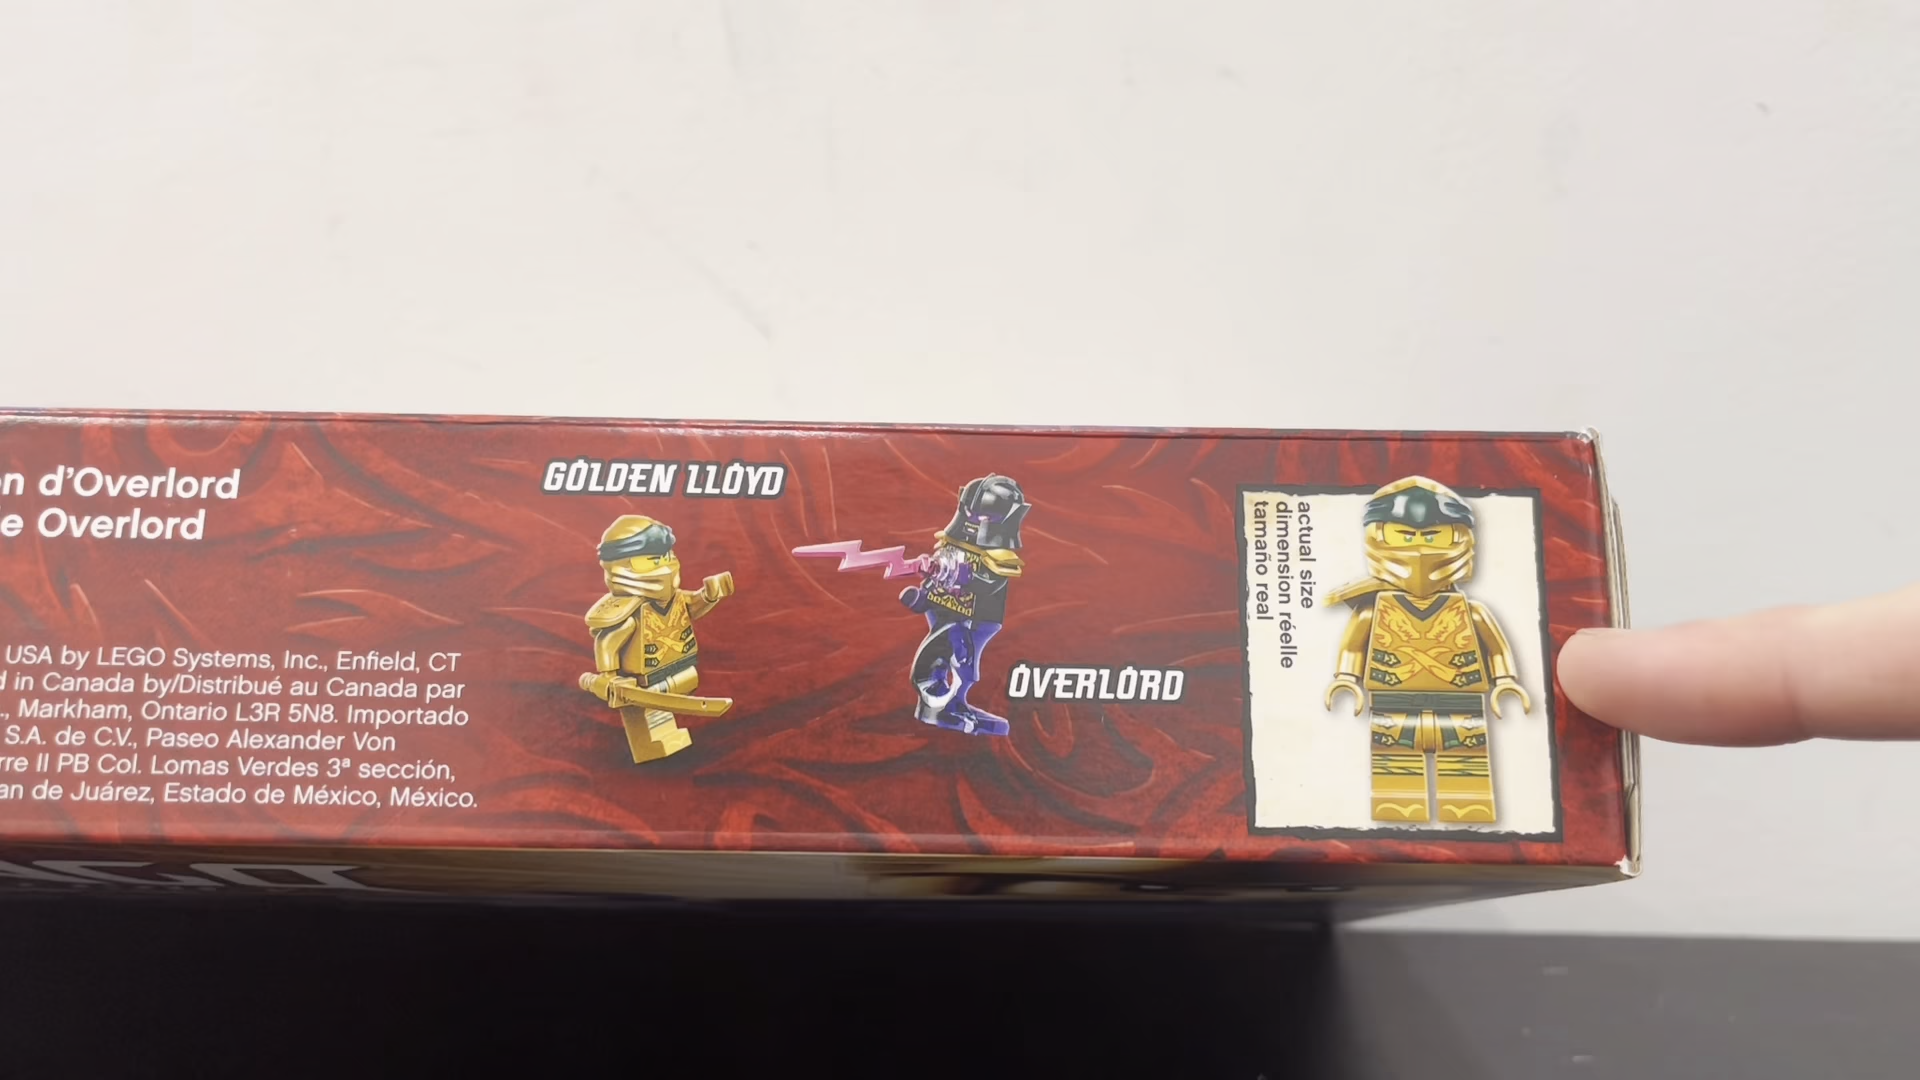 n d'Overlord
e Overlord
USA by LEGO Systems, Inc., Enfield, CT
d in Canada by/Distribué au Canada par
., Markham, Ontario L3R 5N8. Importado
S.A. de C.V., Paseo Alexander Von
rre II PB Col. Lomas Verdes 3ª sección,
an de Juárez, Estado de México, México.
GOLDEN LLOYD
OVERLORD
actual size
dimension réelle
tamaño real